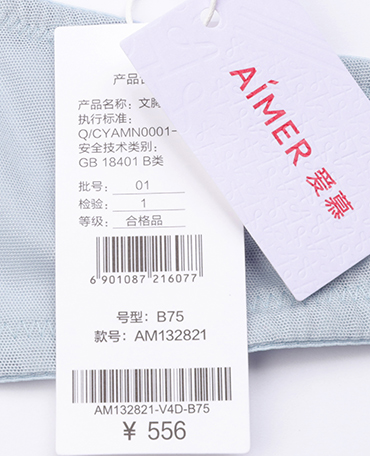 产品
产品名称: 文胸
执行标准:
Q/CYAMN0001-
安全技术类别:
GB 18401 B类
批号: 01
检验: 1
等级: 合格品
6 901087 216077
号型: B75
款号: AM132821
AM132821-V4D-B75
¥ 556
AIMER 爱慕